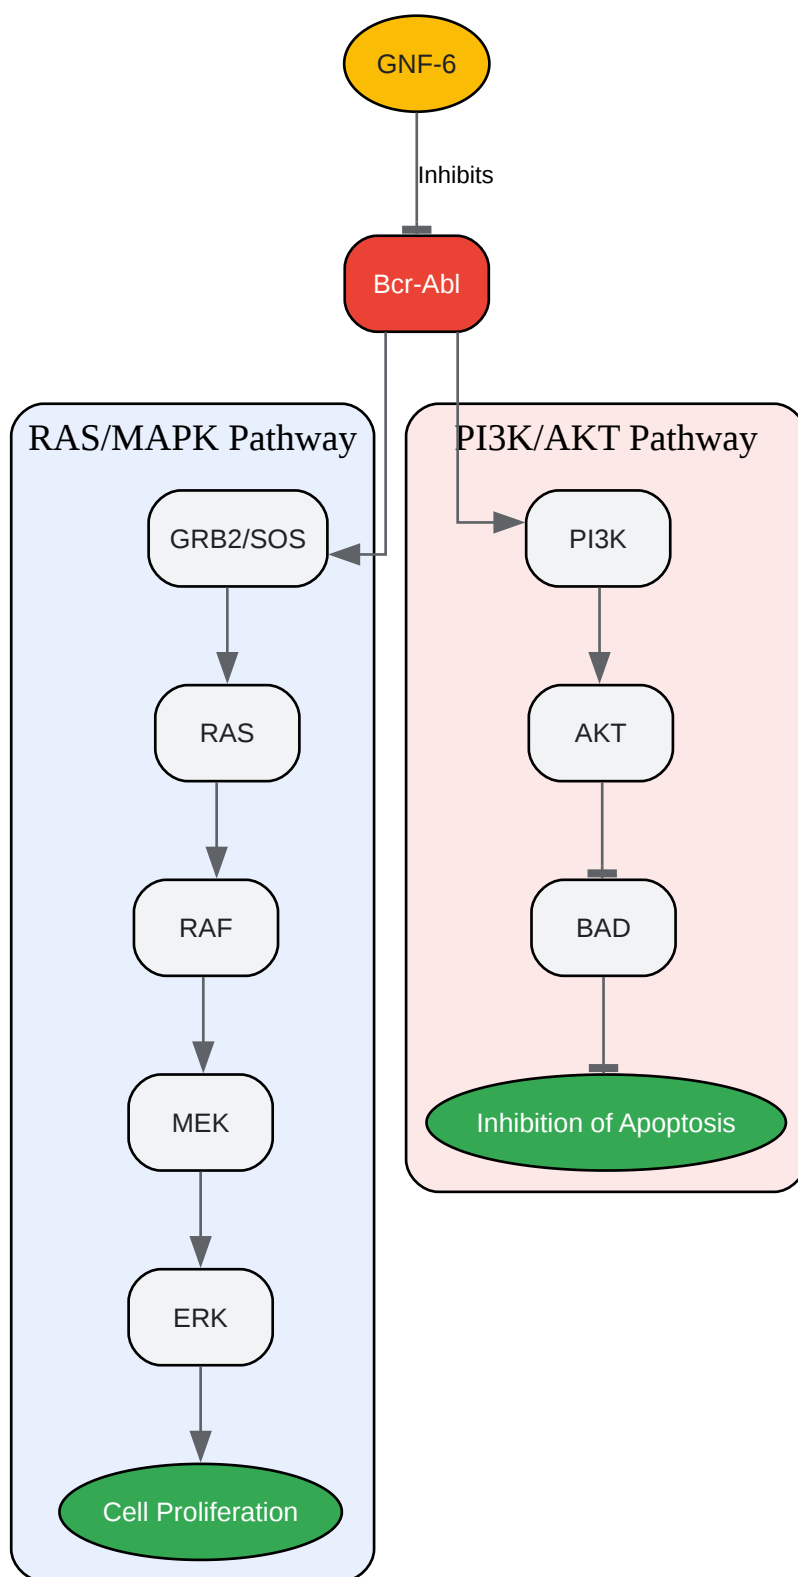 GNF-6
Inhibits
Bcr-Abl
RAS/MAPK Pathway
GRB2/SOS
RAS
RAF
MEK
ERK
Cell Proliferation
PI3K/AKT Pathway
PI3K
AKT
BAD
Inhibition of Apoptosis